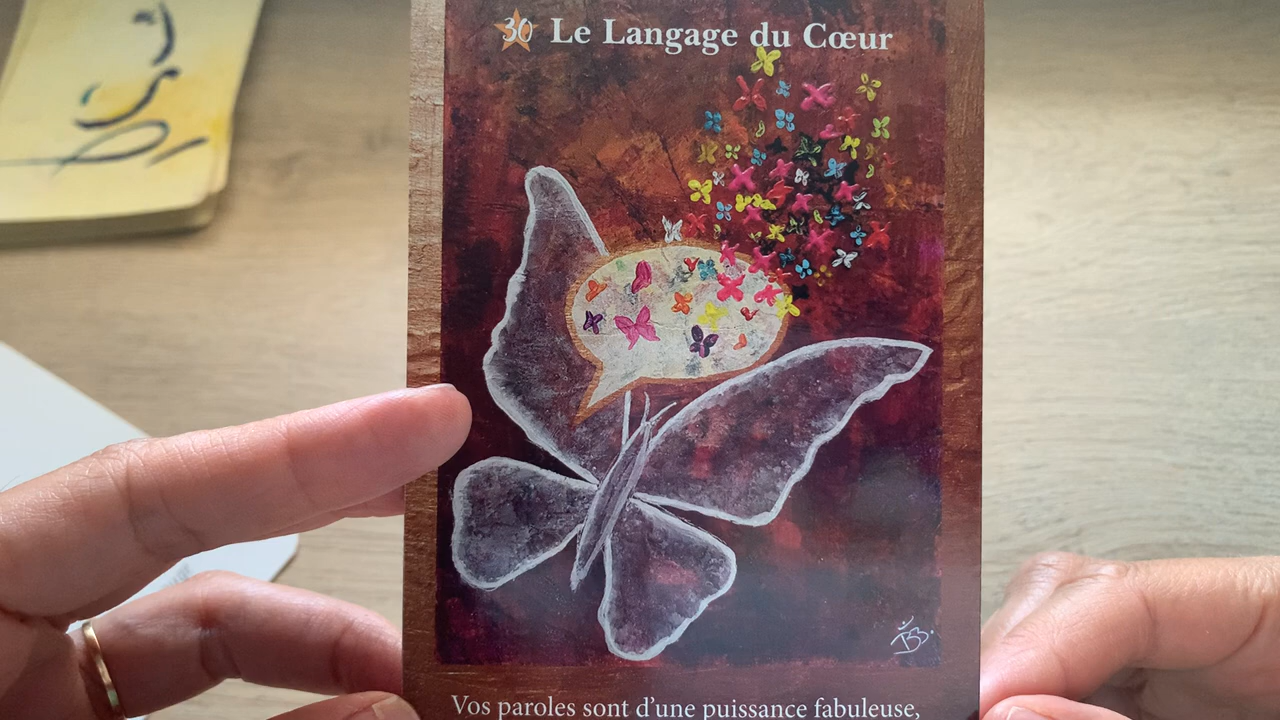 30 Le Langage du Cœur
Vos paroles sont d'une puissance fabuleuse,